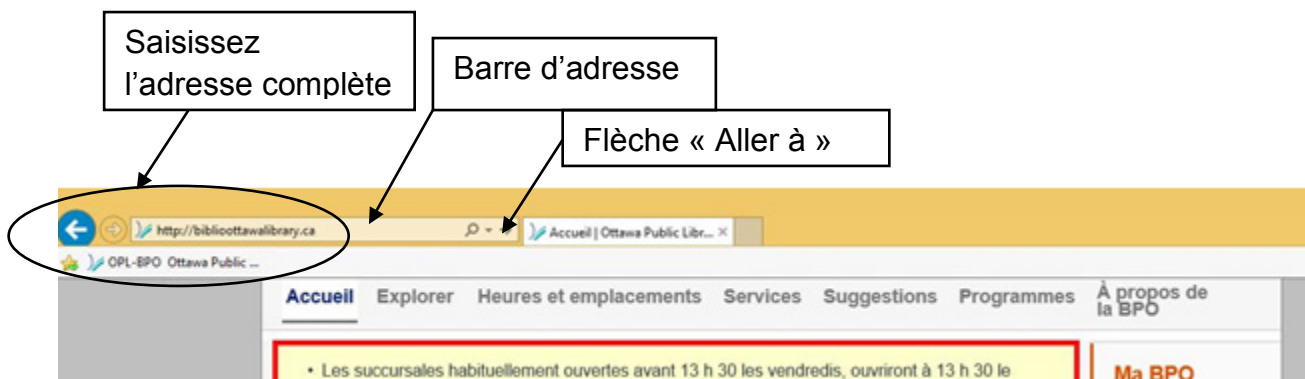 Saisissez
l’adresse complète
Barre d’adresse
Flèche « Aller à »
http://biblioottawalibrary.ca
Accueil | Ottawa Public Libr...
OPL-BPO Ottawa Public ...
Accueil Explorer Heures et emplacements Services Suggestions Programmes À propos de
la BPO
• Les succursales habituellement ouvertes avant 13 h 30 les vendredis, ouvriront à 13 h 30 le
Ma BPO